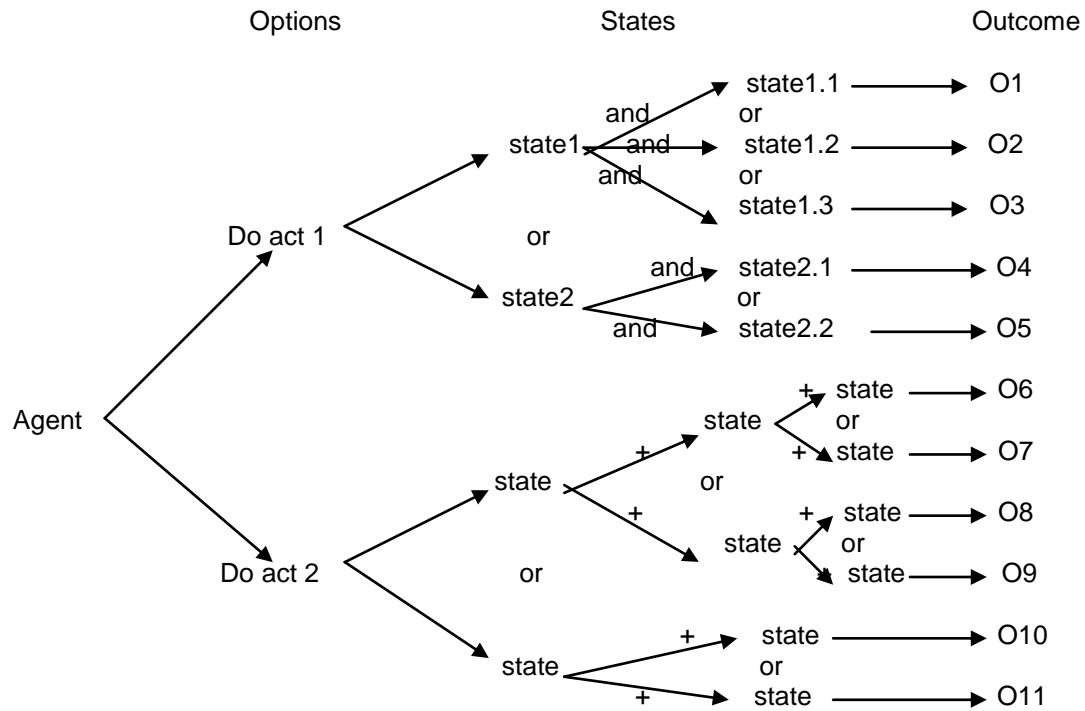 Options States Outcome
state1.1 O1
and or
state1 and state1.2 O2
and or
state1.3 O3
Do act 1 or
and state2.1 O4
state2 or
and state2.2 O5
+ state O6
Agent state or
+ + state O7
state or
+ + state O8
state or
Do act 2 or state O9
+ state O10
state or
+ state O11